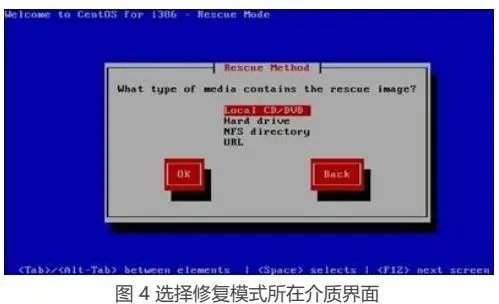 Welcome to CentOS for i386 - Rescue Mode
Rescue Method
What type of media contains the rescue image?
Local CD/DVD
Hard drive
NFS directory
URL
OK Back
<Tab>/<Alt-Tab> between elements | <Space> selects | <F12> next screen
图 4 选择修复模式所在介质界面